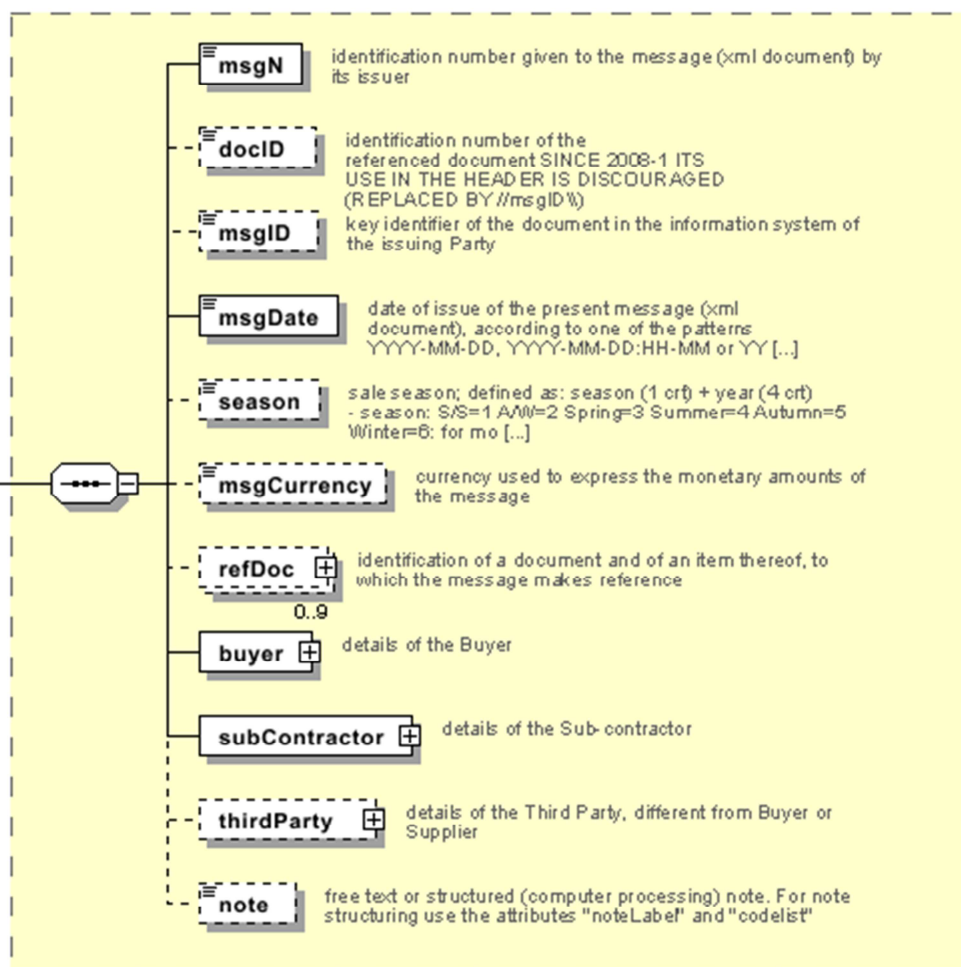 msgN
identification number given to the message (xml document) by
its issuer
docID
identification number of the
referenced document SINCE 2008-1 ITS
USE IN THE HEADER IS DISCOURAGED
(REPLACED BY //msgID\\)
msgID
key identifier of the document in the information system of
the issuing Party
msgDate
date of issue of the present message (xml
document), according to one of the patterns
YYYY-MM-DD, YYYY-MM-DD:HH-MM or YY [...]
season
sale season; defined as: season (1 crt) + year (4 crt)
- season: S/S=1 A/W=2 Spring=3 Summer=4 Autumn=5
Winter=6: for mo [...]
msgCurrency
currency used to express the monetary amounts of
the message
refDoc
identification of a document and of an item thereof, to
which the message makes reference
0..9
buyer
details of the Buyer
subContractor
details of the Sub-contractor
thirdParty
details of the Third Party, different from Buyer or
Supplier
note
free text or structured (computer processing) note. For note
structuring use the attributes "noteLabel" and "codelist"